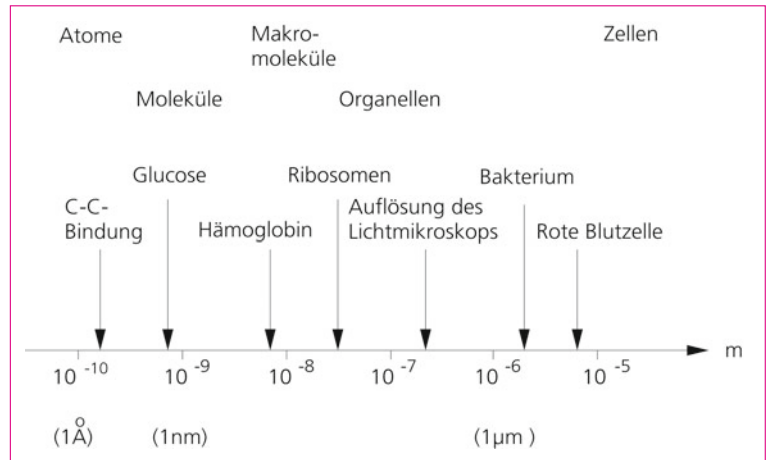 Atome
Makro-
moleküle
Zellen
Moleküle
Organellen
Glucose
Ribosomen
Bakterium
C-C-
Bindung
Hämoglobin
Auflösung des
Lichtmikroskops
Rote Blutzelle
m
10⁻¹⁰ 10⁻⁹ 10⁻⁸ 10⁻⁷ 10⁻⁶ 10⁻⁵
(1Å) (1nm) (1µm )